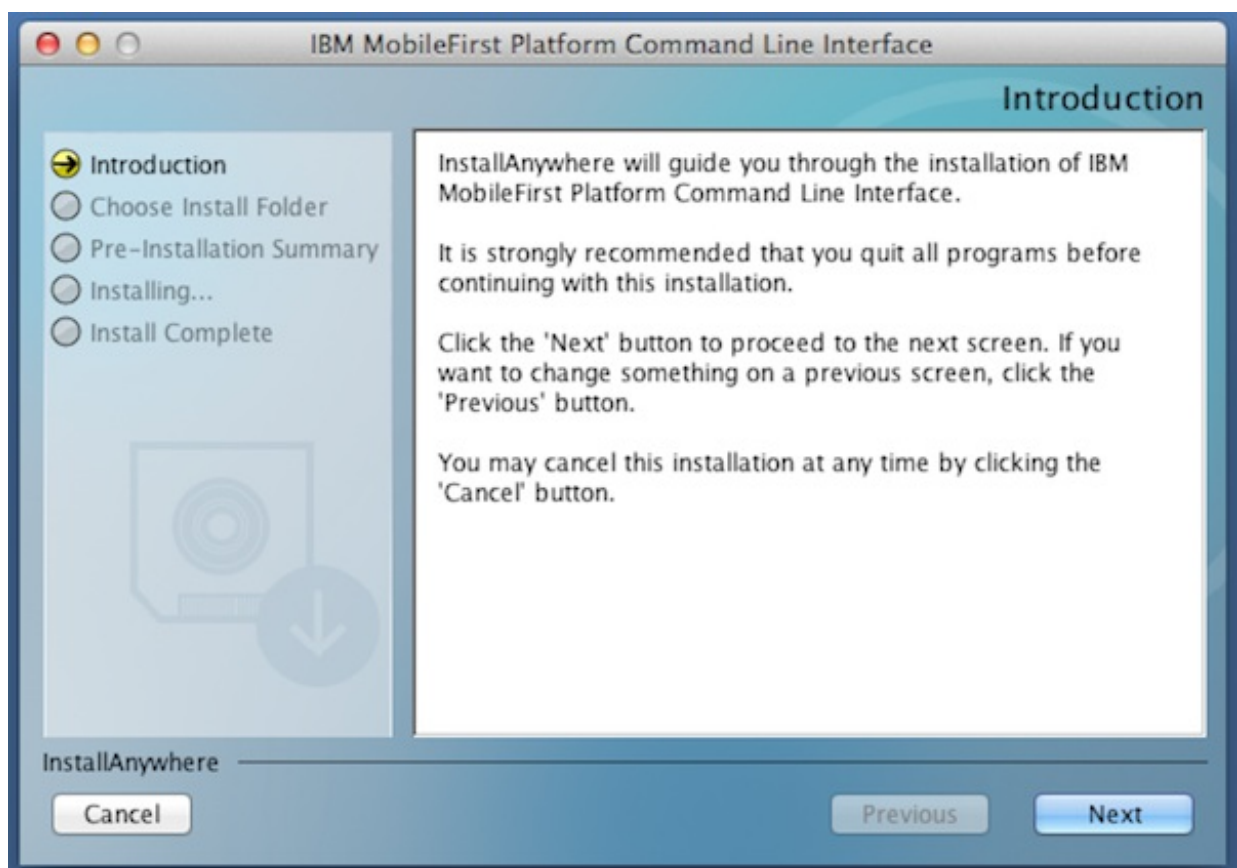 IBM MobileFirst Platform Command Line Interface
Introduction
Introduction
Choose Install Folder
Pre-Installation Summary
Installing...
Install Complete
InstallAnywhere will guide you through the installation of IBM
MobileFirst Platform Command Line Interface.
It is strongly recommended that you quit all programs before
continuing with this installation.
Click the 'Next' button to proceed to the next screen. If you
want to change something on a previous screen, click the
'Previous' button.
You may cancel this installation at any time by clicking the
'Cancel' button.
InstallAnywhere
Cancel
Previous
Next